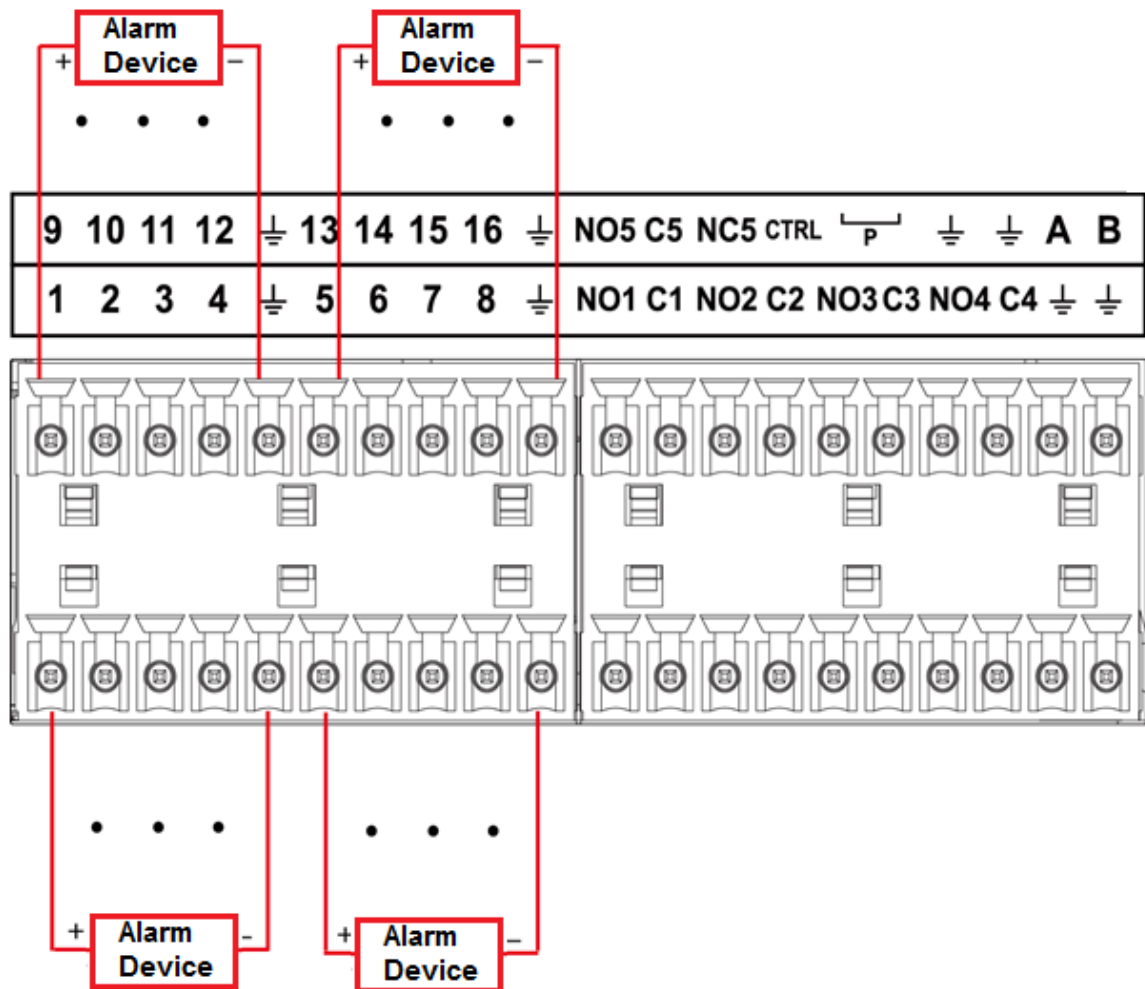 Alarm Device
Alarm Device
+ − + −
9 10 11 12 ⏚ 13 14 15 16 ⏚ NO5 C5 NC5 CTRL P ⏚ ⏚ A B
1 2 3 4 ⏚ 5 6 7 8 ⏚ NO1 C1 NO2 C2 NO3 C3 NO4 C4 ⏚ ⏚
+ - + −
Alarm Device
Alarm Device